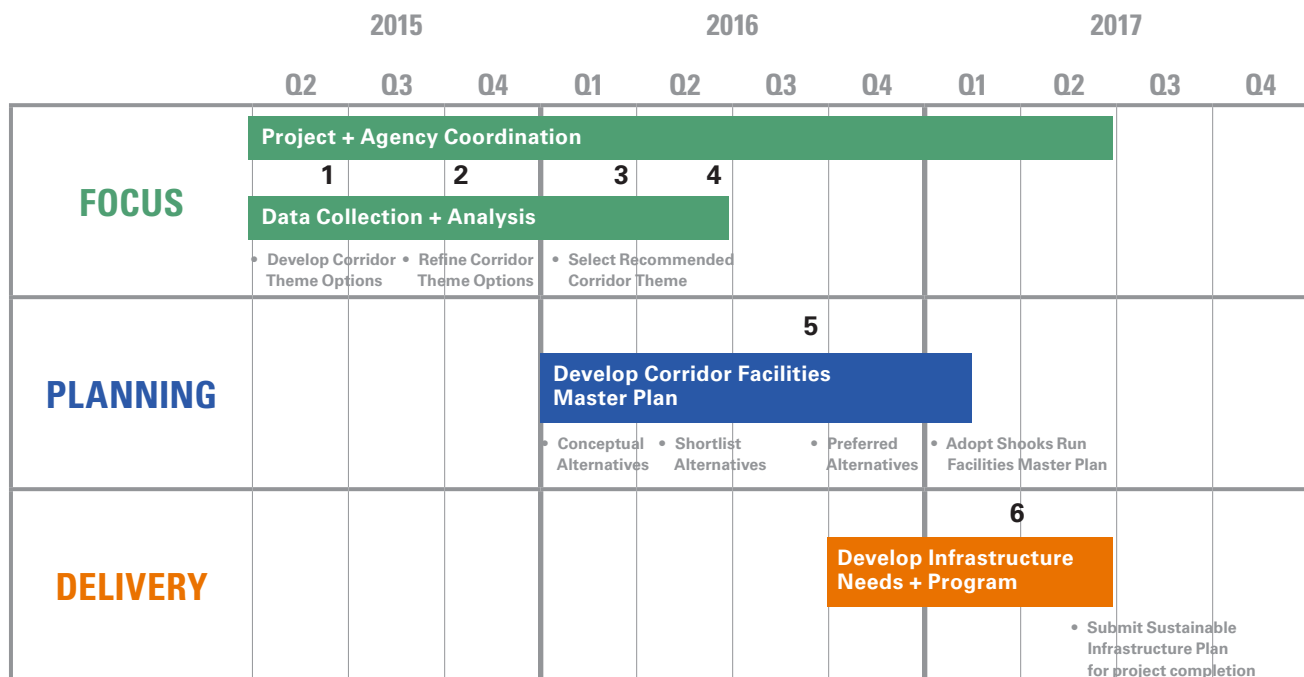 2015 2016 2017
Q2 Q3 Q4 Q1 Q2 Q3 Q4 Q1 Q2 Q3 Q4
FOCUS
Project + Agency Coordination
1 2 3 4
Data Collection + Analysis
• Develop Corridor
Theme Options
• Refine Corridor
Theme Options
• Select Recommended
Corridor Theme
PLANNING
5
Develop Corridor Facilities
Master Plan
• Conceptual
Alternatives
• Shortlist
Alternatives
• Preferred
Alternatives
• Adopt Shooks Run
Facilities Master Plan
DELIVERY
6
Develop Infrastructure
Needs + Program
• Submit Sustainable
Infrastructure Plan
for project completion